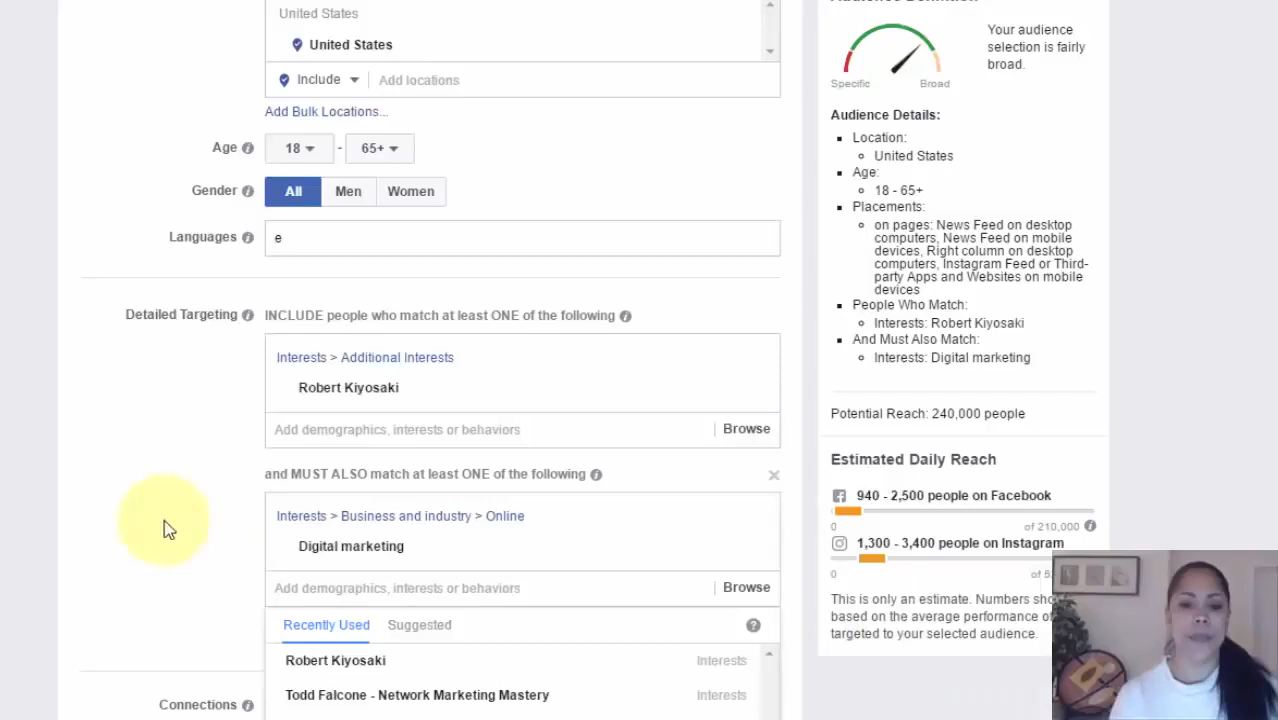 United States
United States
Include
Add locations
Add Bulk Locations...
Age
18
-
65+
Gender
All
Men
Women
Languages
e
Detailed Targeting
INCLUDE people who match at least ONE of the following
Interests > Additional Interests
Robert Kiyosaki
Add demographics, interests or behaviors
Browse
and MUST ALSO match at least ONE of the following
Interests > Business and industry > Online
Digital marketing
Add demographics, interests or behaviors
Browse
Recently Used
Suggested
Robert Kiyosaki
Interests
Todd Falcone - Network Marketing Mastery
Interests
Connections
Audience Definition
Your audience
selection is fairly
broad.
Specific
Broad
Audience Details:
Location:
United States
Age:
18 - 65+
Placements:
on pages: News Feed on desktop
computers, News Feed on mobile
devices, Right column on desktop
computers, Instagram Feed or Third-
party Apps and Websites on mobile
devices
People Who Match:
Interests: Robert Kiyosaki
And Must Also Match:
Interests: Digital marketing
Potential Reach: 240,000 people
Estimated Daily Reach
940 - 2,500 people on Facebook
0
of 210,000
1,300 - 3,400 people on Instagram
0
of
This is only an estimate. Numbers
based on the average performance of
targeted to your selected audience.